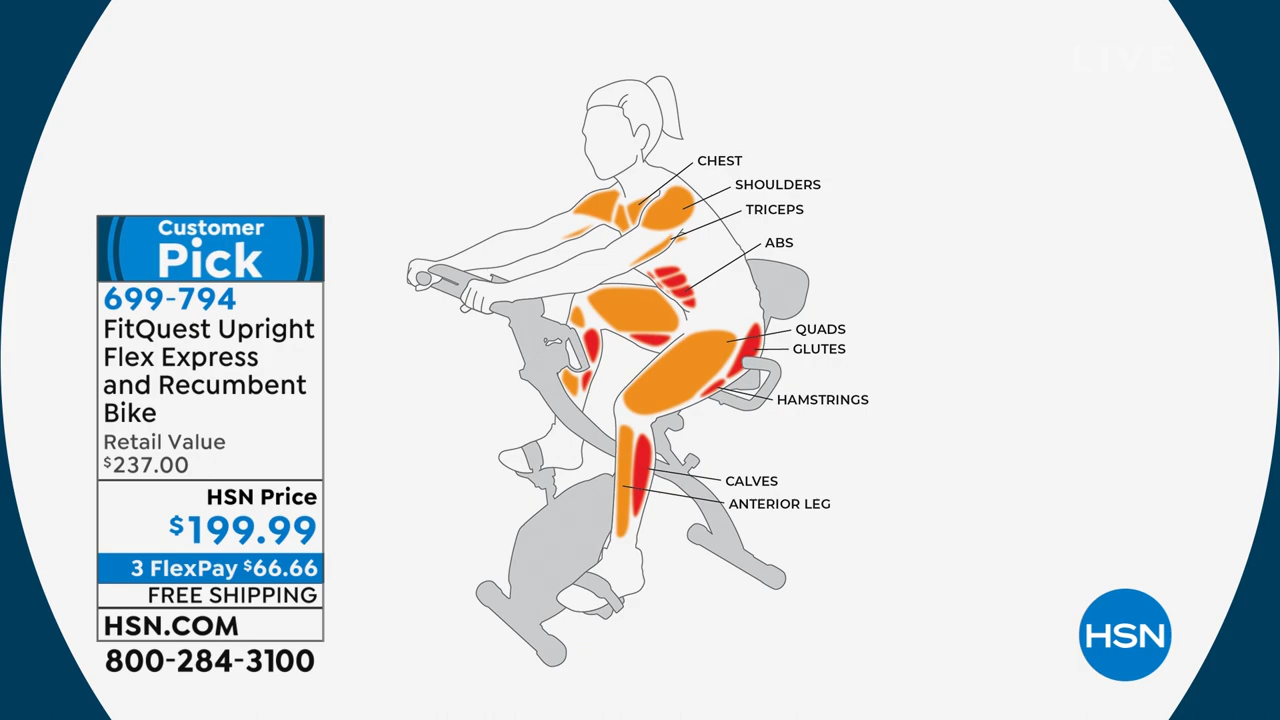 LIVE
CHEST
SHOULDERS
TRICEPS
ABS
QUADS
GLUTES
HAMSTRINGS
CALVES
ANTERIOR LEG
Customer
Pick
699-794
FitQuest Upright
Flex Express
and Recumbent
Bike
Retail Value
$237.00
HSN Price
$199.99
3 FlexPay $66.66
FREE SHIPPING
HSN.COM
800-284-3100
HSN